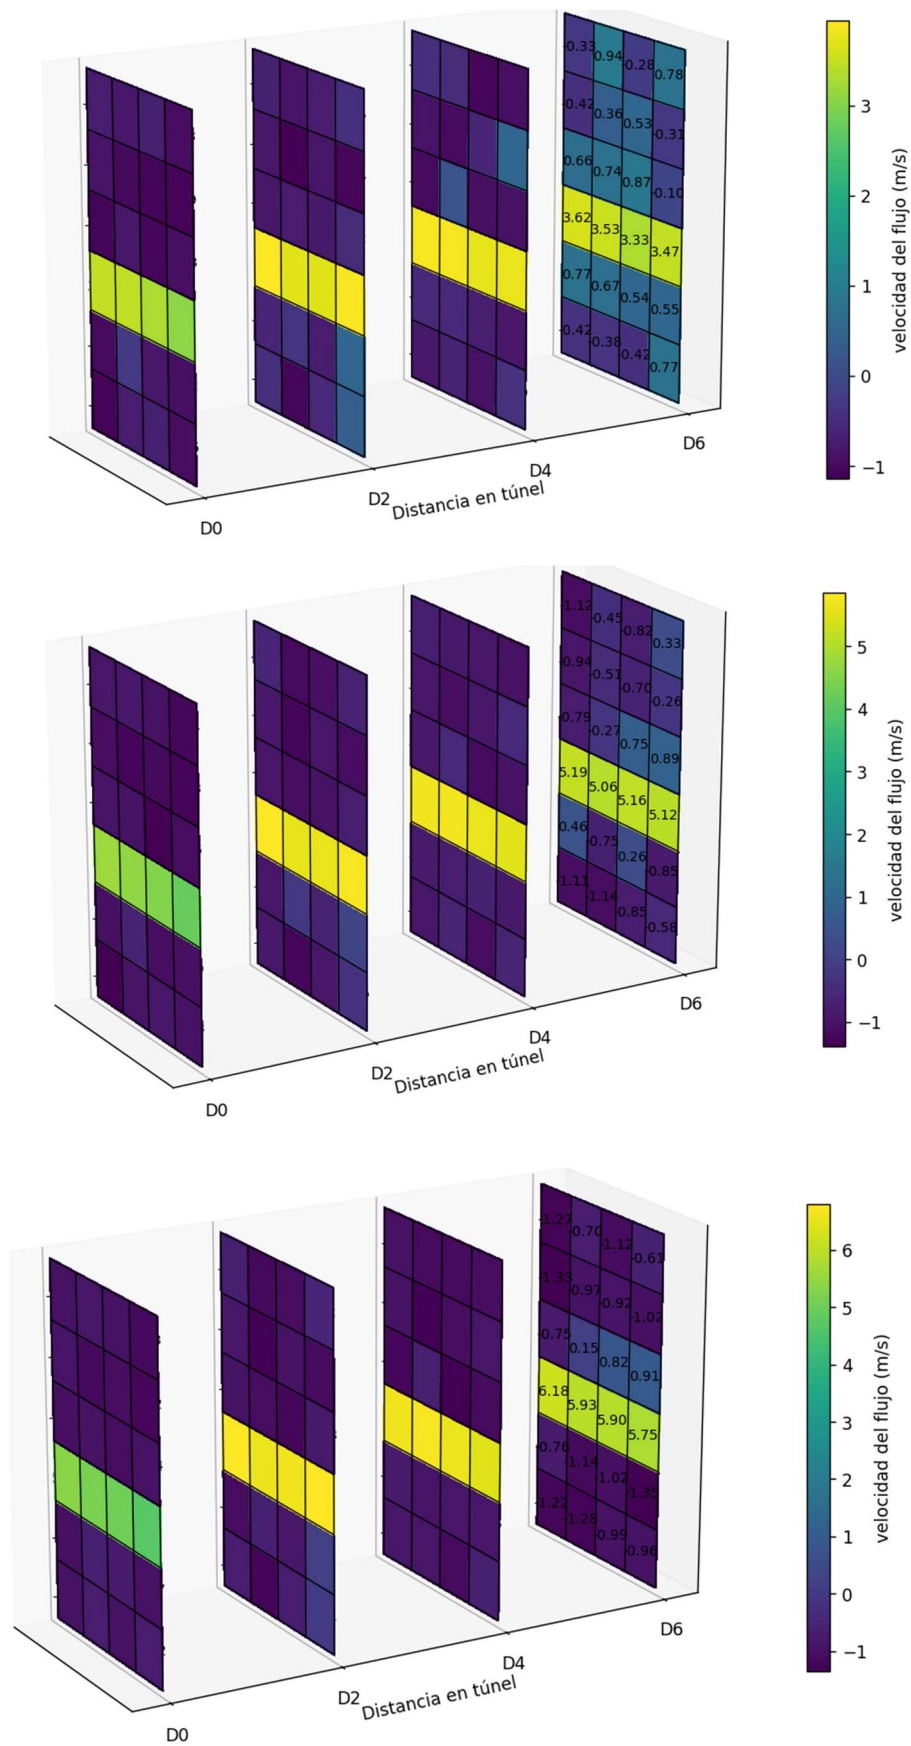 -0.33 0.94 -0.28 0.78
-0.42 0.36 0.53 -0.31
0.66 0.74 0.87 -0.10
3.62 3.53 3.33 3.47
0.77 0.67 0.54 0.55
-0.42 -0.38 -0.42 0.77
D0
D2
D4
D6
Distancia en túnel
3
2
1
0
−1
velocidad del flujo (m/s)
-1.12 -0.45 -0.82 0.33
-0.94 -0.51 -0.70 -0.26
-0.79 -0.27 0.75 0.89
5.19 5.06 5.16 5.12
0.46 -0.75 0.26 -0.85
-1.11 -1.14 -0.85 -0.58
D0
D2
D4
D6
Distancia en túnel
5
4
3
2
1
0
−1
velocidad del flujo (m/s)
-1.27 -0.70 -1.12 -0.61
-1.33 -0.97 -0.92 -1.02
-0.75 0.15 0.82 0.91
6.18 5.93 5.90 5.75
-0.76 -1.14 -1.02 -1.35
-1.22 -1.28 -0.99 -0.96
D0
D2
D4
D6
Distancia en túnel
6
5
4
3
2
1
0
−1
velocidad del flujo (m/s)